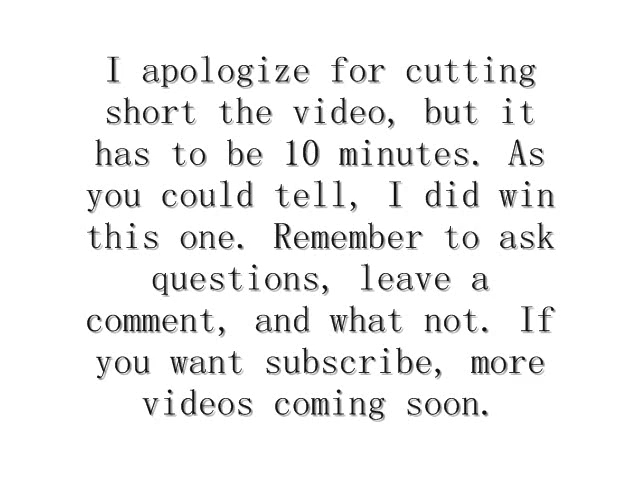 I apologize for cutting
short the video, but it
has to be 10 minutes. As
you could tell, I did win
this one. Remember to ask
questions, leave a
comment, and what not. If
you want subscribe, more
videos coming soon.